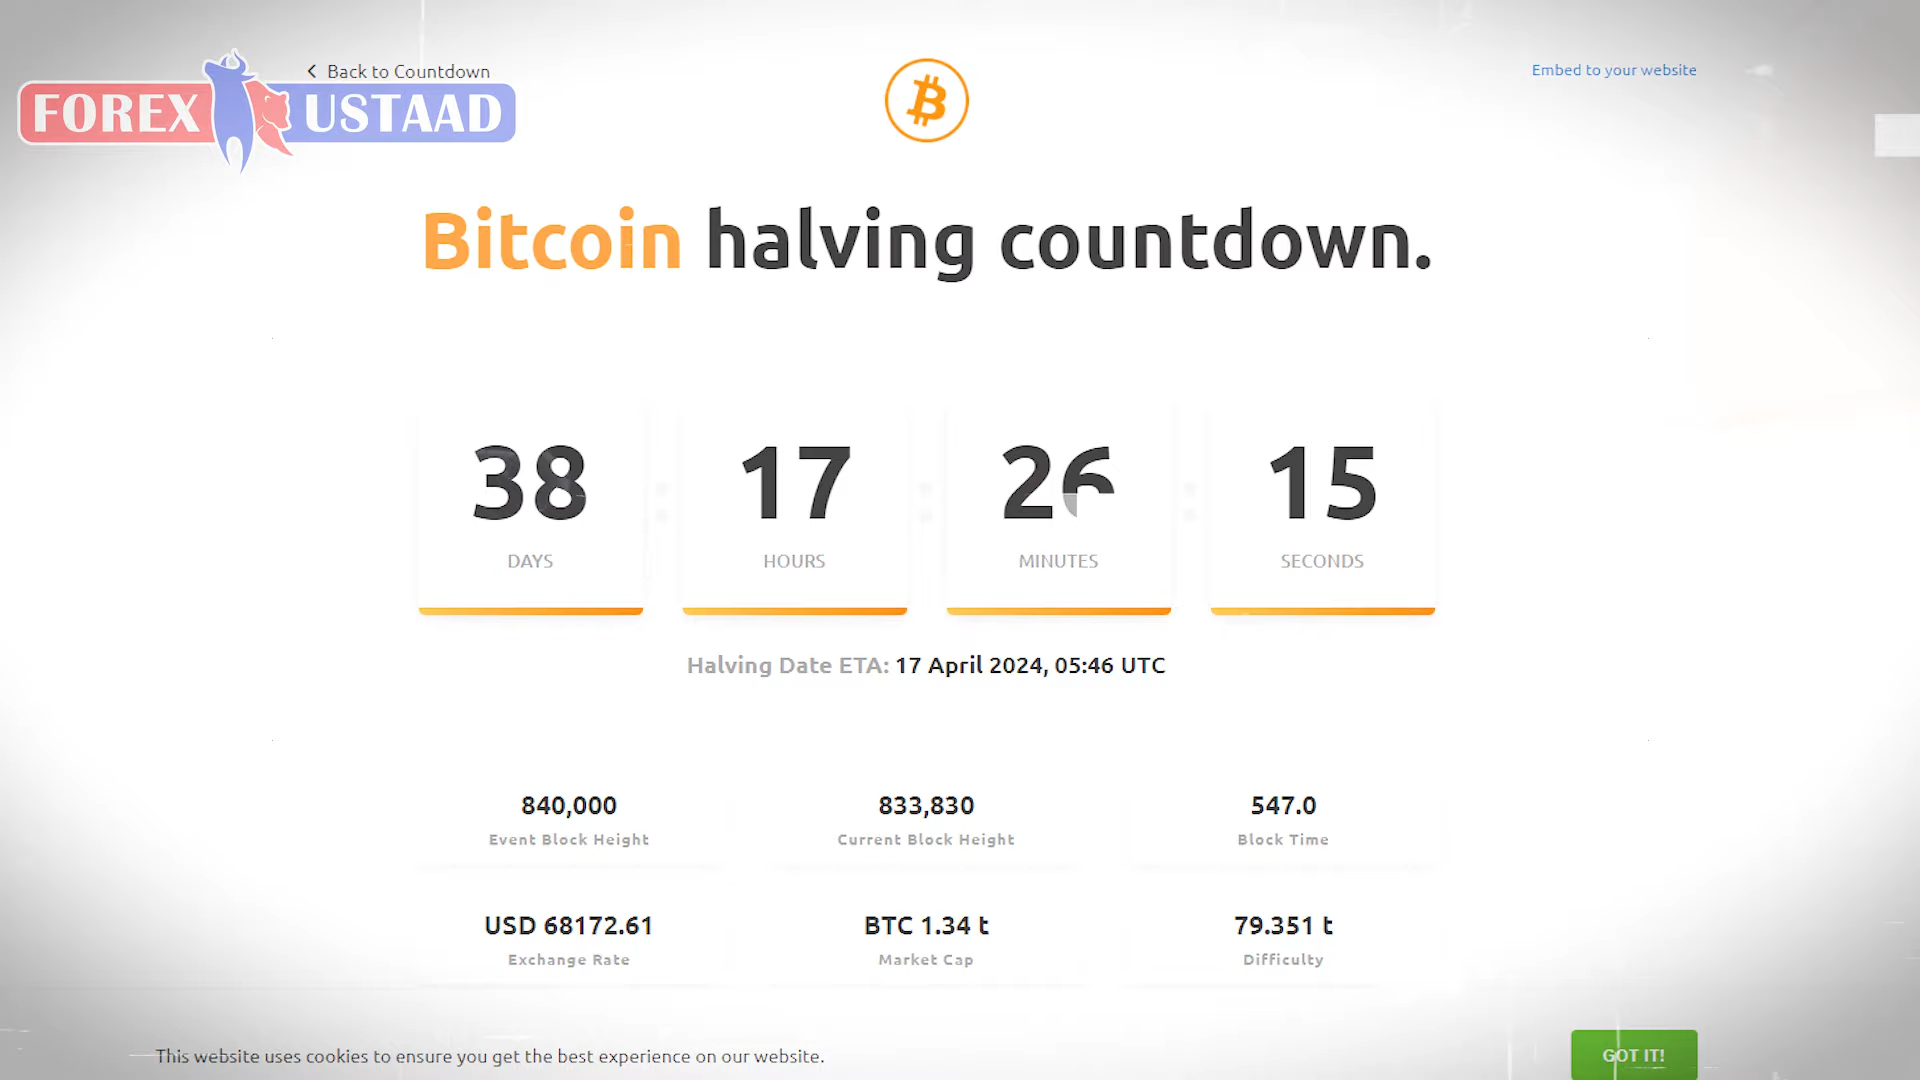 Back to Countdown
Embed to your website
FOREX USTAAD
Bitcoin halving countdown.
38 17 26 15
DAYS HOURS MINUTES SECONDS
Halving Date ETA: 17 April 2024, 05:46 UTC
840,000 833,830 547.0
Event Block Height Current Block Height Block Time
USD 68172.61 BTC 1.34 t 79.351 t
Exchange Rate Market Cap Difficulty
This website uses cookies to ensure you get the best experience on our website.
GOT IT!